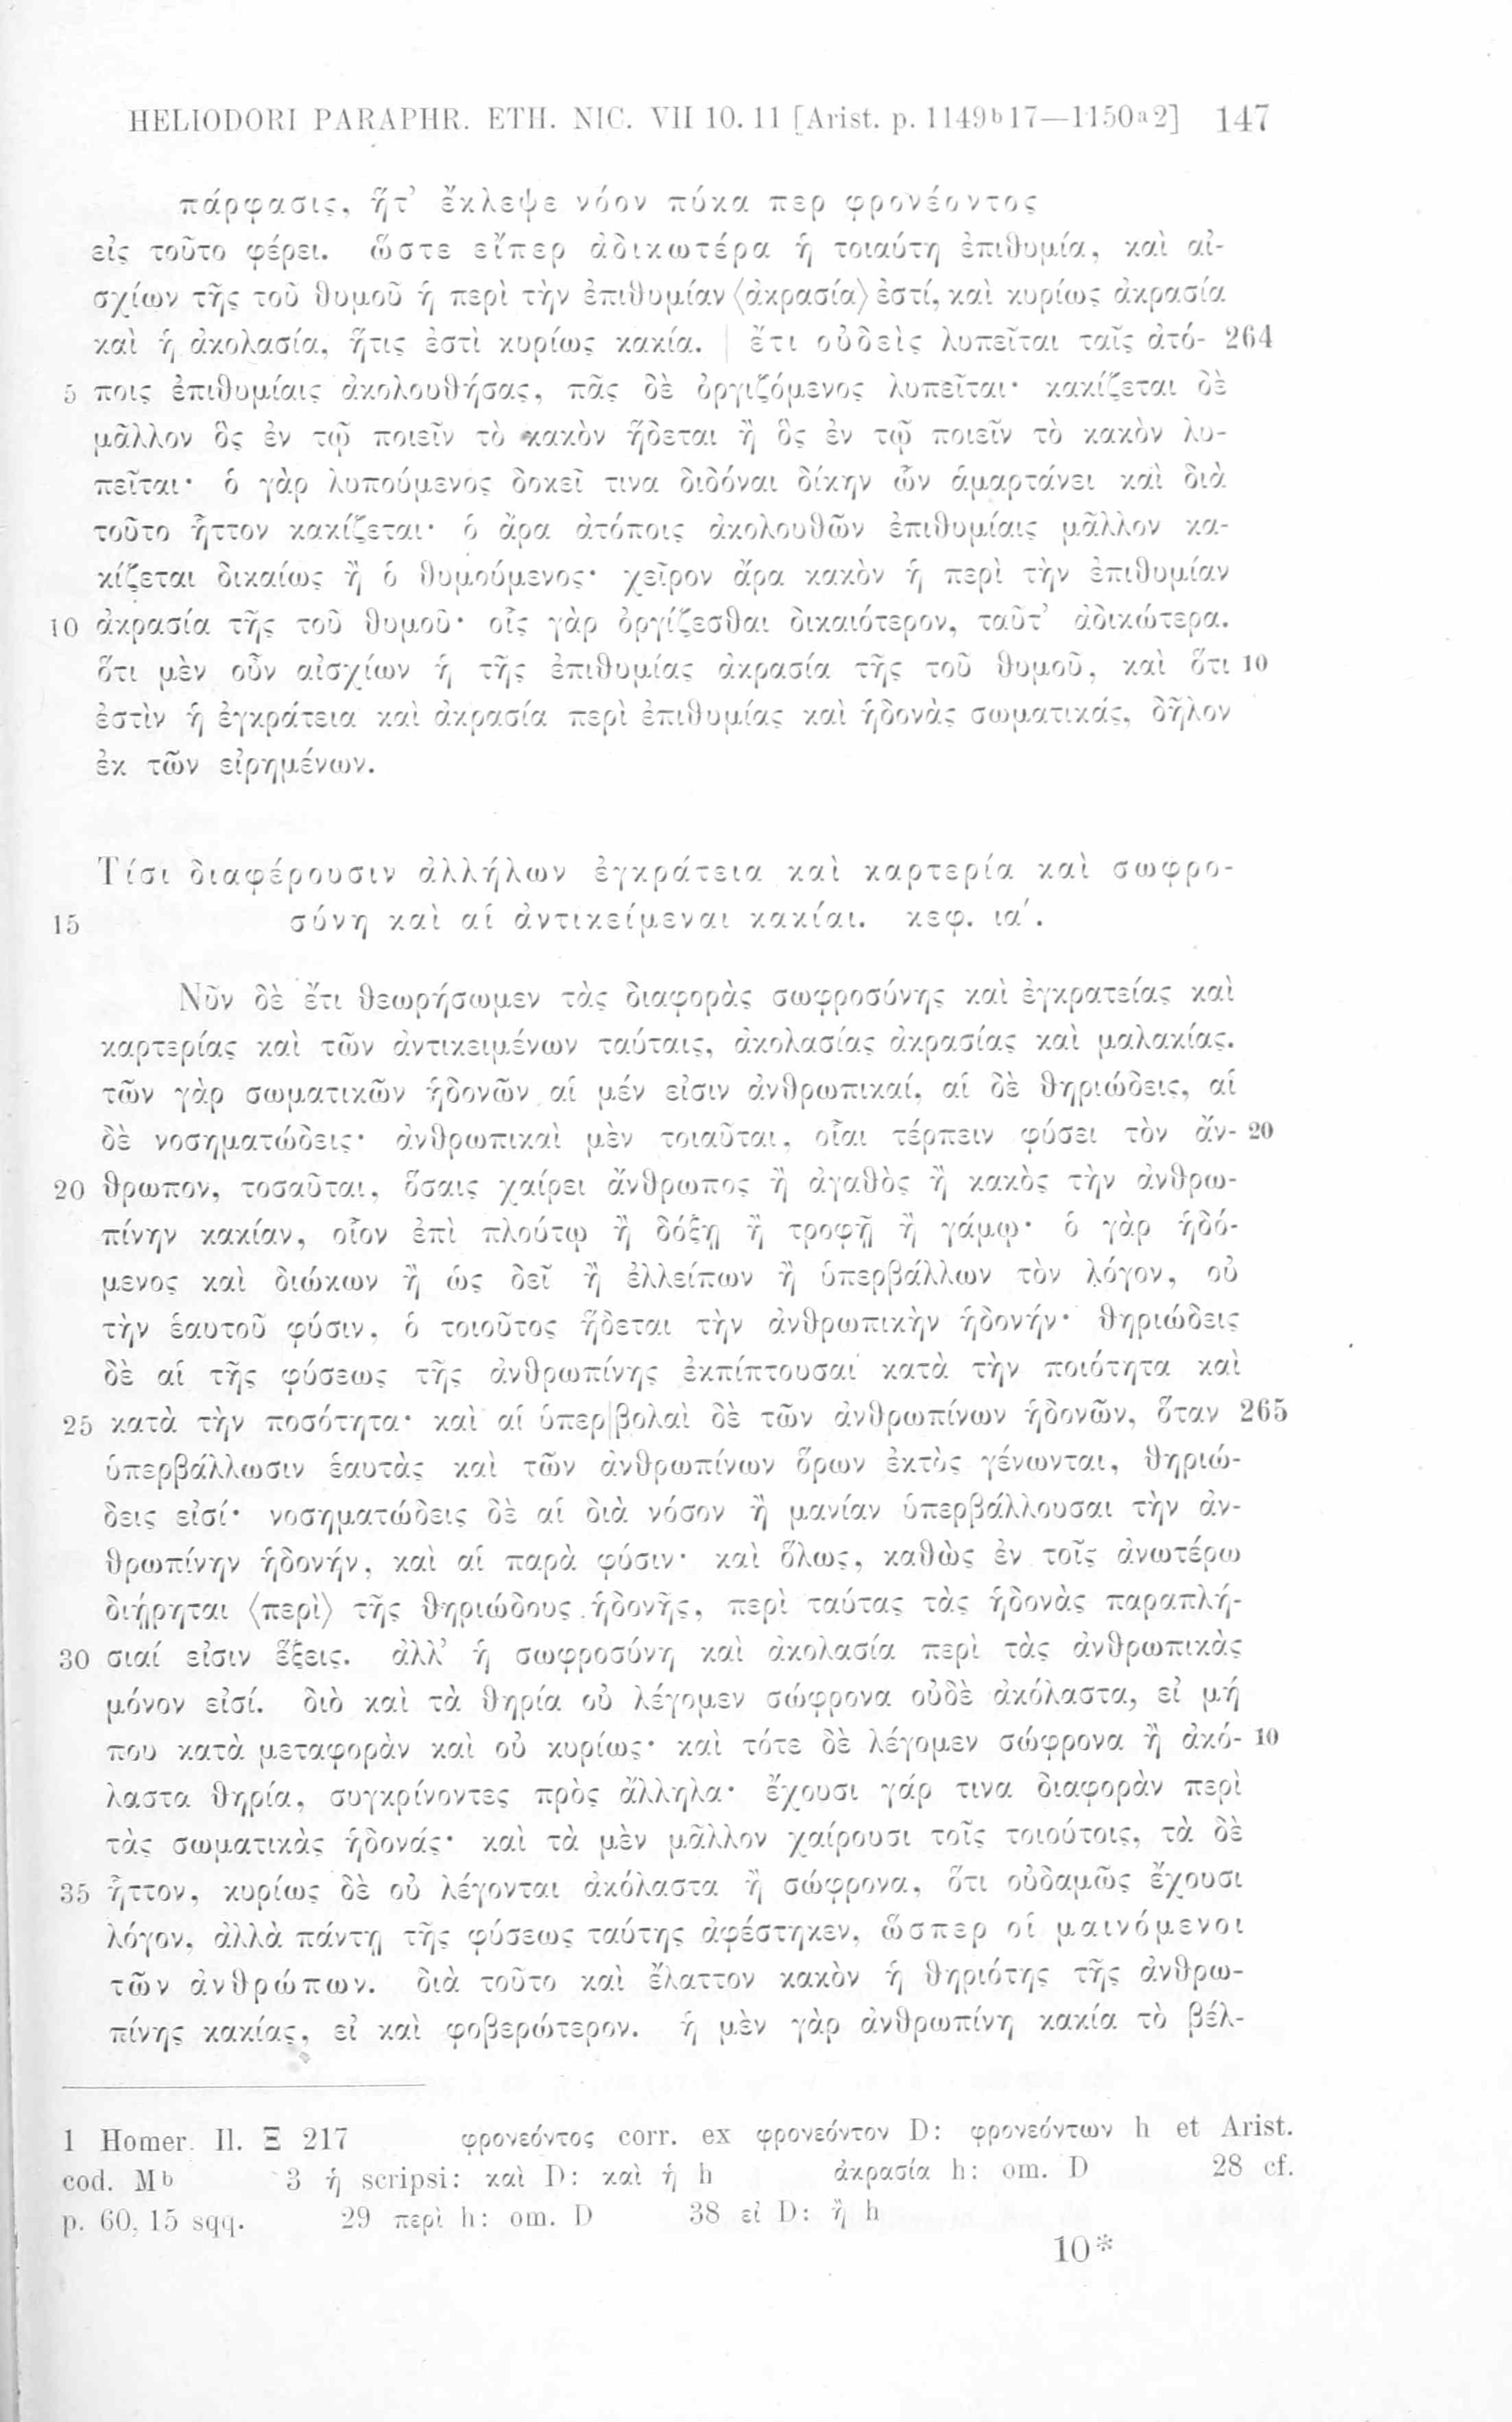 HELIODORI PARAPHR. ETH. NIC. VII 10. 11 [Arist. p. 1149b17—1150a2] 147
πάρφασις, ἥτ’ ἔκλεψε νόον πύκα περ φρονέοντος
εἰς τοῦτο φέρει. ὥστε εἴπερ ἀδικωτέρα ἡ τοιαύτη ἐπιθυμία, καὶ αἰ-
σχίων τῆς τοῦ θυμοῦ ἡ περὶ τὴν ἐπιθυμίαν ⟨ἀκρασία⟩ ἐστί, καὶ κυρίως ἀκρασία
καὶ ἡ ἀκολασία, ἥτις ἐστὶ κυρίως κακία. | ἔτι οὐδεὶς λυπεῖται ταῖς ἀτό- 264
5 ποις ἐπιθυμίαις ἀκολουθήσας, πᾶς δὲ ὀργιζόμενος λυπεῖται· κακίζεται δὲ
μᾶλλον ὃς ἐν τῷ ποιεῖν τὸ κακὸν ἥδεται ἢ ὃς ἐν τῷ ποιεῖν τὸ κακὸν λυ-
πεῖται· ὁ γὰρ λυπούμενος δοκεῖ τινα διδόναι δίκην ὧν ἁμαρτάνει καὶ διὰ
τοῦτο ἧττον κακίζεται· ὁ ἄρα ἀτόποις ἀκολουθῶν ἐπιθυμίαις μᾶλλον κα-
κίζεται δικαίως ἢ ὁ θυμούμενος· χεῖρον ἄρα κακὸν ἡ περὶ τὴν ἐπιθυμίαν
10 ἀκρασία τῆς τοῦ θυμοῦ· οἷς γὰρ ὀργίζεσθαι δικαιότερον, ταῦτ’ ἀδικώτερα.
ὅτι μὲν οὖν αἰσχίων ἡ τῆς ἐπιθυμίας ἀκρασία τῆς τοῦ θυμοῦ, καὶ ὅτι 10
ἐστὶν ἡ ἐγκράτεια καὶ ἀκρασία περὶ ἐπιθυμίας καὶ ἡδονὰς σωματικάς, δῆλον
ἐκ τῶν εἰρημένων.
Τίσι διαφέρουσιν ἀλλήλων ἐγκράτεια καὶ καρτερία καὶ σωφρο-
15 σύνη καὶ αἱ ἀντικείμεναι κακίαι. κεφ. ια΄.
Νῦν δὲ ἔτι θεωρήσωμεν τὰς διαφορὰς σωφροσύνης καὶ ἐγκρατείας καὶ
καρτερίας καὶ τῶν ἀντικειμένων ταύταις, ἀκολασίας ἀκρασίας καὶ μαλακίας.
τῶν γὰρ σωματικῶν ἡδονῶν αἱ μέν εἰσιν ἀνθρωπικαί, αἱ δὲ θηριώδεις, αἱ
δὲ νοσηματώδεις· ἀνθρωπικαὶ μὲν τοιαῦται, οἷαι τέρπειν φύσει τὸν ἄν- 20
20 θρωπον, τοσαῦται, ὅσαις χαίρει ἄνθρωπος ἢ ἀγαθὸς ἢ κακὸς τὴν ἀνθρω-
πίνην κακίαν, οἷον ἐπὶ πλούτῳ ἢ δόξῃ ἢ τροφῇ ἢ γάμῳ· ὁ γὰρ ἡδό-
μενος καὶ διώκων ἢ ὡς δεῖ ἢ ἐλλείπων ἢ ὑπερβάλλων τὸν λόγον, οὐ
τὴν ἑαυτοῦ φύσιν, ὁ τοιοῦτος ἥδεται τὴν ἀνθρωπικὴν ἡδονήν· θηριώδεις
δὲ αἱ τῆς φύσεως τῆς ἀνθρωπίνης ἐκπίπτουσαι κατὰ τὴν ποιότητα καὶ
25 κατὰ τὴν ποσότητα· καὶ αἱ ὑπερ|βολαὶ δὲ τῶν ἀνθρωπίνων ἡδονῶν, ὅταν 265
ὑπερβάλλωσιν ἑαυτὰς καὶ τῶν ἀνθρωπίνων ὅρων ἐκτὸς γένωνται, θηριώ-
δεις εἰσί· νοσηματώδεις δὲ αἱ διὰ νόσον ἢ μανίαν ὑπερβάλλουσαι τὴν ἀν-
θρωπίνην ἡδονήν, καὶ αἱ παρὰ φύσιν· καὶ ὅλως, καθὼς ἐν τοῖς ἀνωτέρω
διῄρηται ⟨περὶ⟩ τῆς θηριώδους ἡδονῆς, περὶ ταύτας τὰς ἡδονὰς παραπλή-
30 σιαί εἰσιν ἕξεις. ἀλλ’ ἡ σωφροσύνη καὶ ἀκολασία περὶ τὰς ἀνθρωπικὰς
μόνον εἰσί. διὸ καὶ τὰ θηρία οὐ λέγομεν σώφρονα οὐδὲ ἀκόλαστα, εἰ μή
που κατὰ μεταφορὰν καὶ οὐ κυρίως· καὶ τότε δὲ λέγομεν σώφρονα ἢ ἀκό- 10
λαστα θηρία, συγκρίνοντες πρὸς ἄλληλα· ἔχουσι γάρ τινα διαφορὰν περὶ
τὰς σωματικὰς ἡδονάς· καὶ τὰ μὲν μᾶλλον χαίρουσι τοῖς τοιούτοις, τὰ δὲ
35 ἧττον, κυρίως δὲ οὐ λέγονται ἀκόλαστα ἢ σώφρονα, ὅτι οὐδαμῶς ἔχουσι
λόγον, ἀλλὰ πάντῃ τῆς φύσεως ταύτης ἀφέστηκεν, ὥσπερ οἱ μαινόμενοι
τῶν ἀνθρώπων. διὰ τοῦτο καὶ ἔλαττον κακὸν ἡ θηριότης τῆς ἀνθρω-
πίνης κακίας, εἰ καὶ φοβερώτερον. ἡ μὲν γὰρ ἀνθρωπίνη κακία τὸ βέλ-
1 Homer. Il. Ξ 217 φρονεόντος corr. ex φρονεόντον D: φρονεόντων h et Arist.
cod. Mb 3 ἡ scripsi: καὶ D: καὶ ἡ h ἀκρασία h: om. D 28 cf.
p. 60, 15 sqq. 29 περὶ h: om. D 38 εἰ D: ἢ h
10*